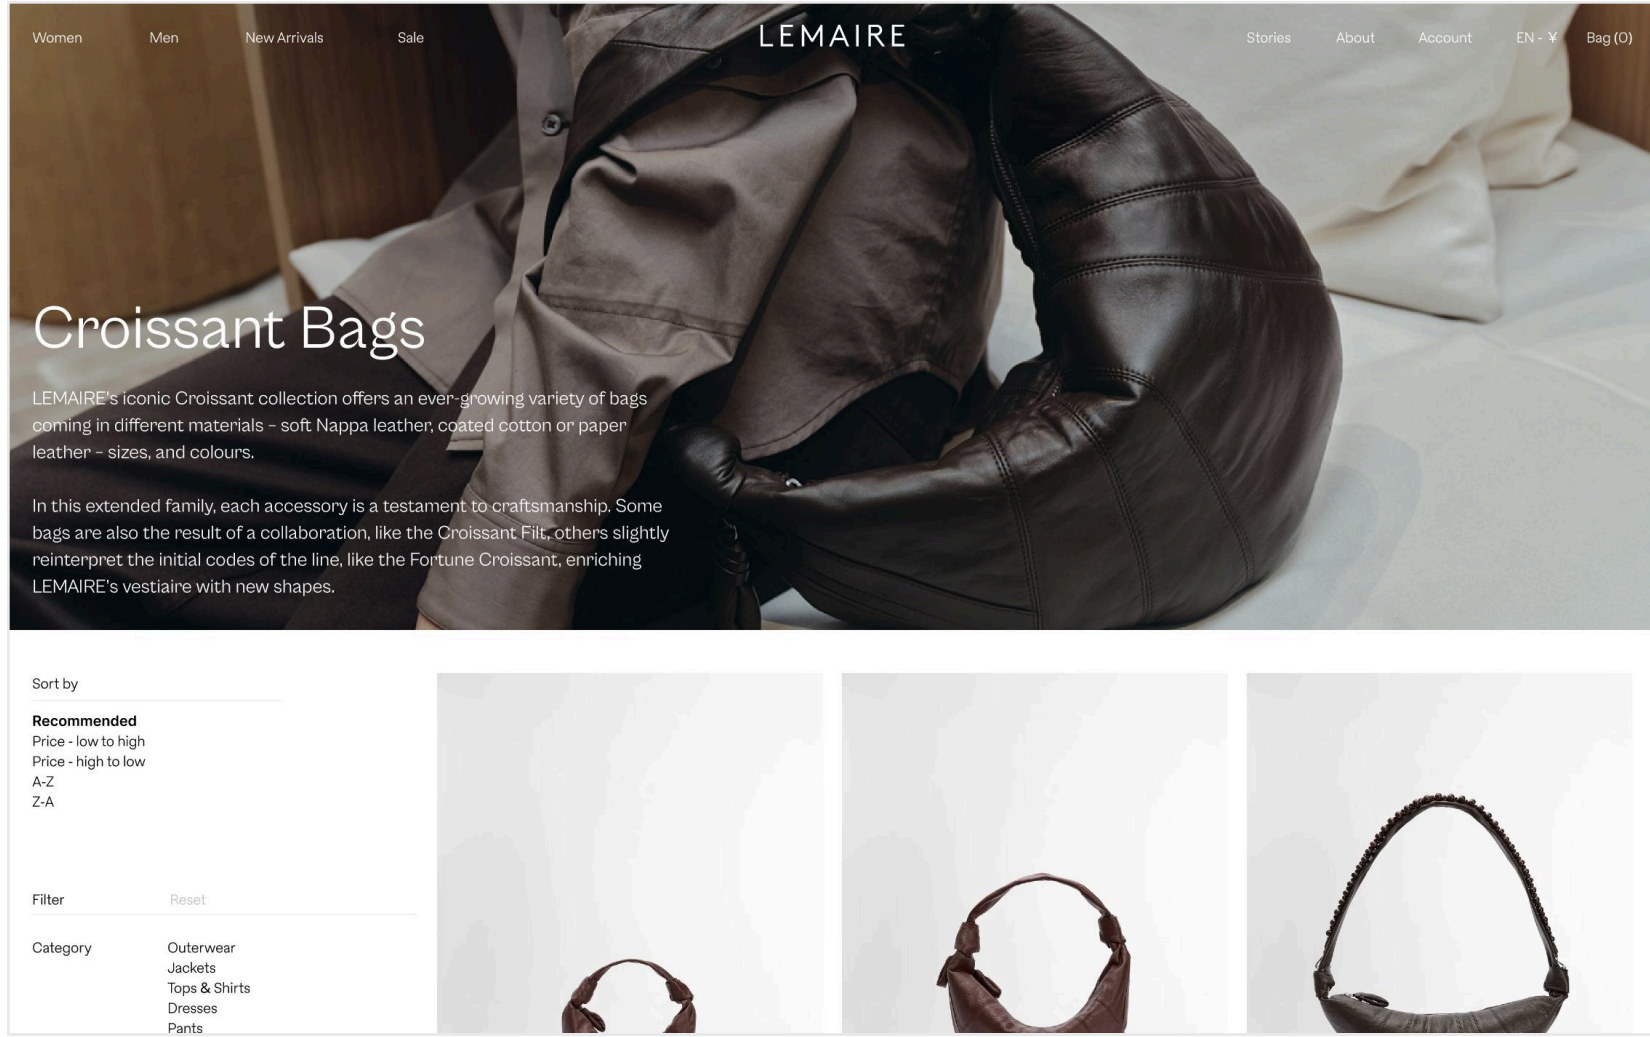 Women
Men
New Arrivals
Sale
LEMAIRE
Stories
About
Account
EN - ¥
Bag (0)
Croissant Bags
LEMAIRE's iconic Croissant collection offers an ever-growing variety of bags
coming in different materials – soft Nappa leather, coated cotton or paper
leather – sizes, and colours.
In this extended family, each accessory is a testament to craftsmanship. Some
bags are also the result of a collaboration, like the Croissant Filt, others slightly
reinterpret the initial codes of the line, like the Fortune Croissant, enriching
LEMAIRE's vestiaire with new shapes.
Sort by
Recommended
Price - low to high
Price - high to low
A-Z
Z-A
Filter
Reset
Category
Outerwear
Jackets
Tops & Shirts
Dresses
Pants